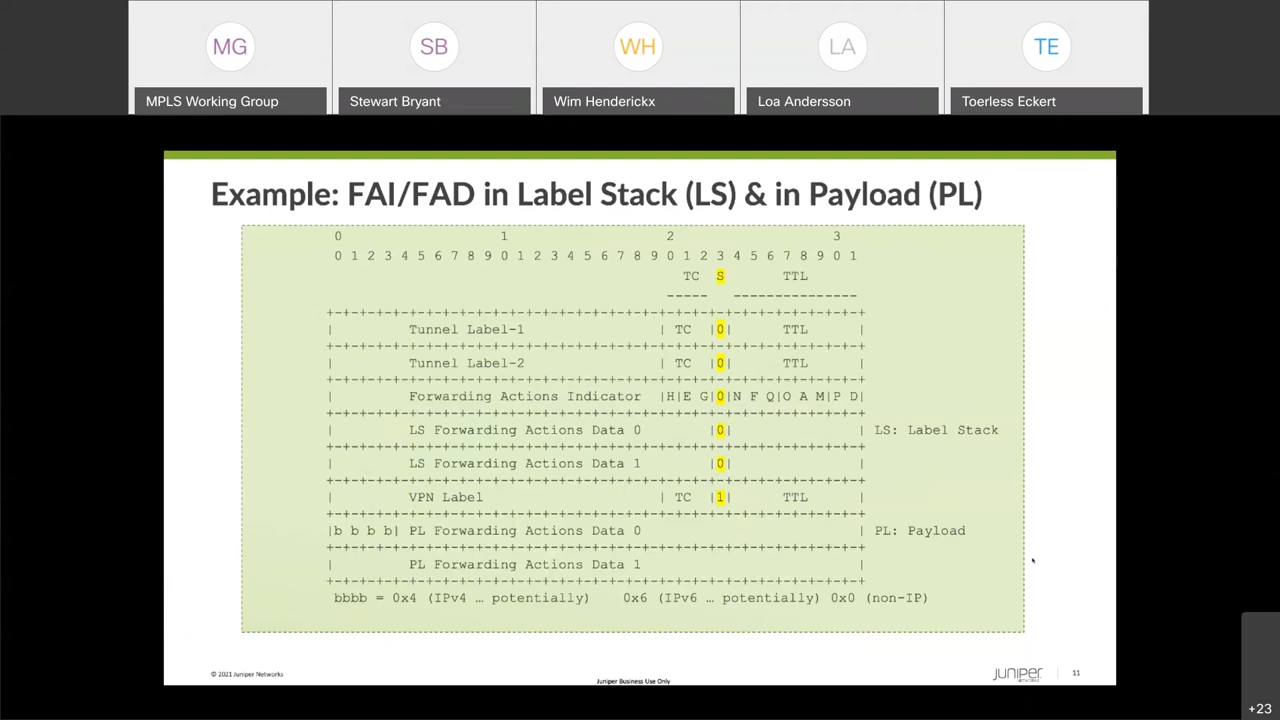 MG SB WH LA TE
MPLS Working Group Stewart Bryant Wim Henderickx Loa Andersson Toerless Eckert
Example: FAI/FAD in Label Stack (LS) & in Payload (PL)
0 1 2 3
0 1 2 3 4 5 6 7 8 9 0 1 2 3 4 5 6 7 8 9 0 1 2 3 4 5 6 7 8 9 0 1
TC S TTL
----- ---------------
+-+-+-+-+-+-+-+-+-+-+-+-+-+-+-+-+-+-+-+-+-+-+-+-+-+-+-+-+-+-+-+-+
| Tunnel Label-1 | TC |0| TTL |
+-+-+-+-+-+-+-+-+-+-+-+-+-+-+-+-+-+-+-+-+-+-+-+-+-+-+-+-+-+-+-+-+
| Tunnel Label-2 | TC |0| TTL |
+-+-+-+-+-+-+-+-+-+-+-+-+-+-+-+-+-+-+-+-+-+-+-+-+-+-+-+-+-+-+-+-+
| Forwarding Actions Indicator |H|E G|0|N F Q|O A M|P D|
+-+-+-+-+-+-+-+-+-+-+-+-+-+-+-+-+-+-+-+-+-+-+-+-+-+-+-+-+-+-+-+-+
| LS Forwarding Actions Data 0 |0| | LS: Label Stack
+-+-+-+-+-+-+-+-+-+-+-+-+-+-+-+-+-+-+-+-+-+-+-+-+-+-+-+-+-+-+-+-+
| LS Forwarding Actions Data 1 |0| |
+-+-+-+-+-+-+-+-+-+-+-+-+-+-+-+-+-+-+-+-+-+-+-+-+-+-+-+-+-+-+-+-+
| VPN Label | TC |1| TTL |
+-+-+-+-+-+-+-+-+-+-+-+-+-+-+-+-+-+-+-+-+-+-+-+-+-+-+-+-+-+-+-+-+
|b b b b| PL Forwarding Actions Data 0 | PL: Payload
+-+-+-+-+-+-+-+-+-+-+-+-+-+-+-+-+-+-+-+-+-+-+-+-+-+-+-+-+-+-+-+-+
| PL Forwarding Actions Data 1 |
+-+-+-+-+-+-+-+-+-+-+-+-+-+-+-+-+-+-+-+-+-+-+-+-+-+-+-+-+-+-+-+-+
bbbb = 0x4 (IPv4 … potentially) 0x6 (IPv6 … potentially) 0x0 (non-IP)
© 2021 Juniper Networks
Juniper Business Use Only
JUNIPER NETWORKS
11
+23